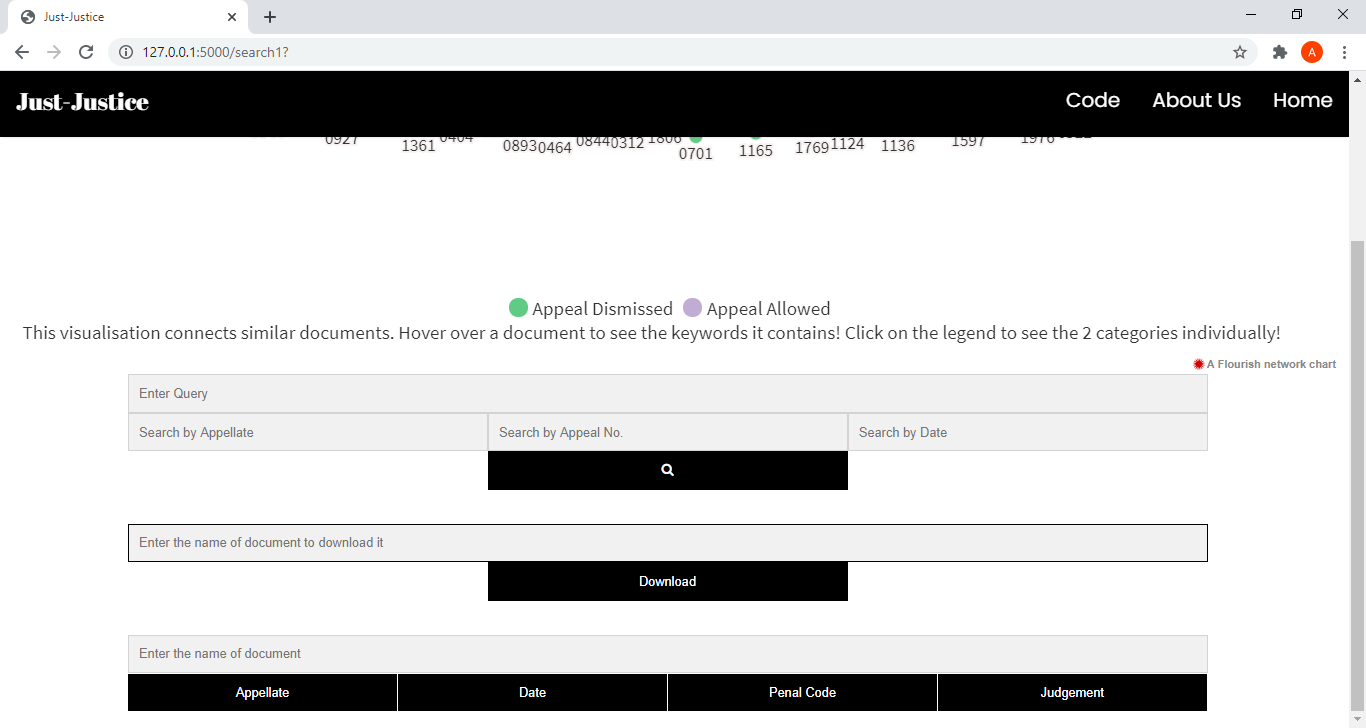 Just-Justice
127.0.0.1:5000/search1?
A
Just-Justice Code About Us Home
0927 1361 0404 0893 0464 0844 0312 1806 0701 1165 1769 1124 1136 1597 1976
Appeal Dismissed Appeal Allowed
This visualisation connects similar documents. Hover over a document to see the keywords it contains! Click on the legend to see the 2 categories individually!
A Flourish network chart
Enter Query
Search by Appellate Search by Appeal No. Search by Date
Enter the name of document to download it
Download
Enter the name of document
Appellate Date Penal Code Judgement